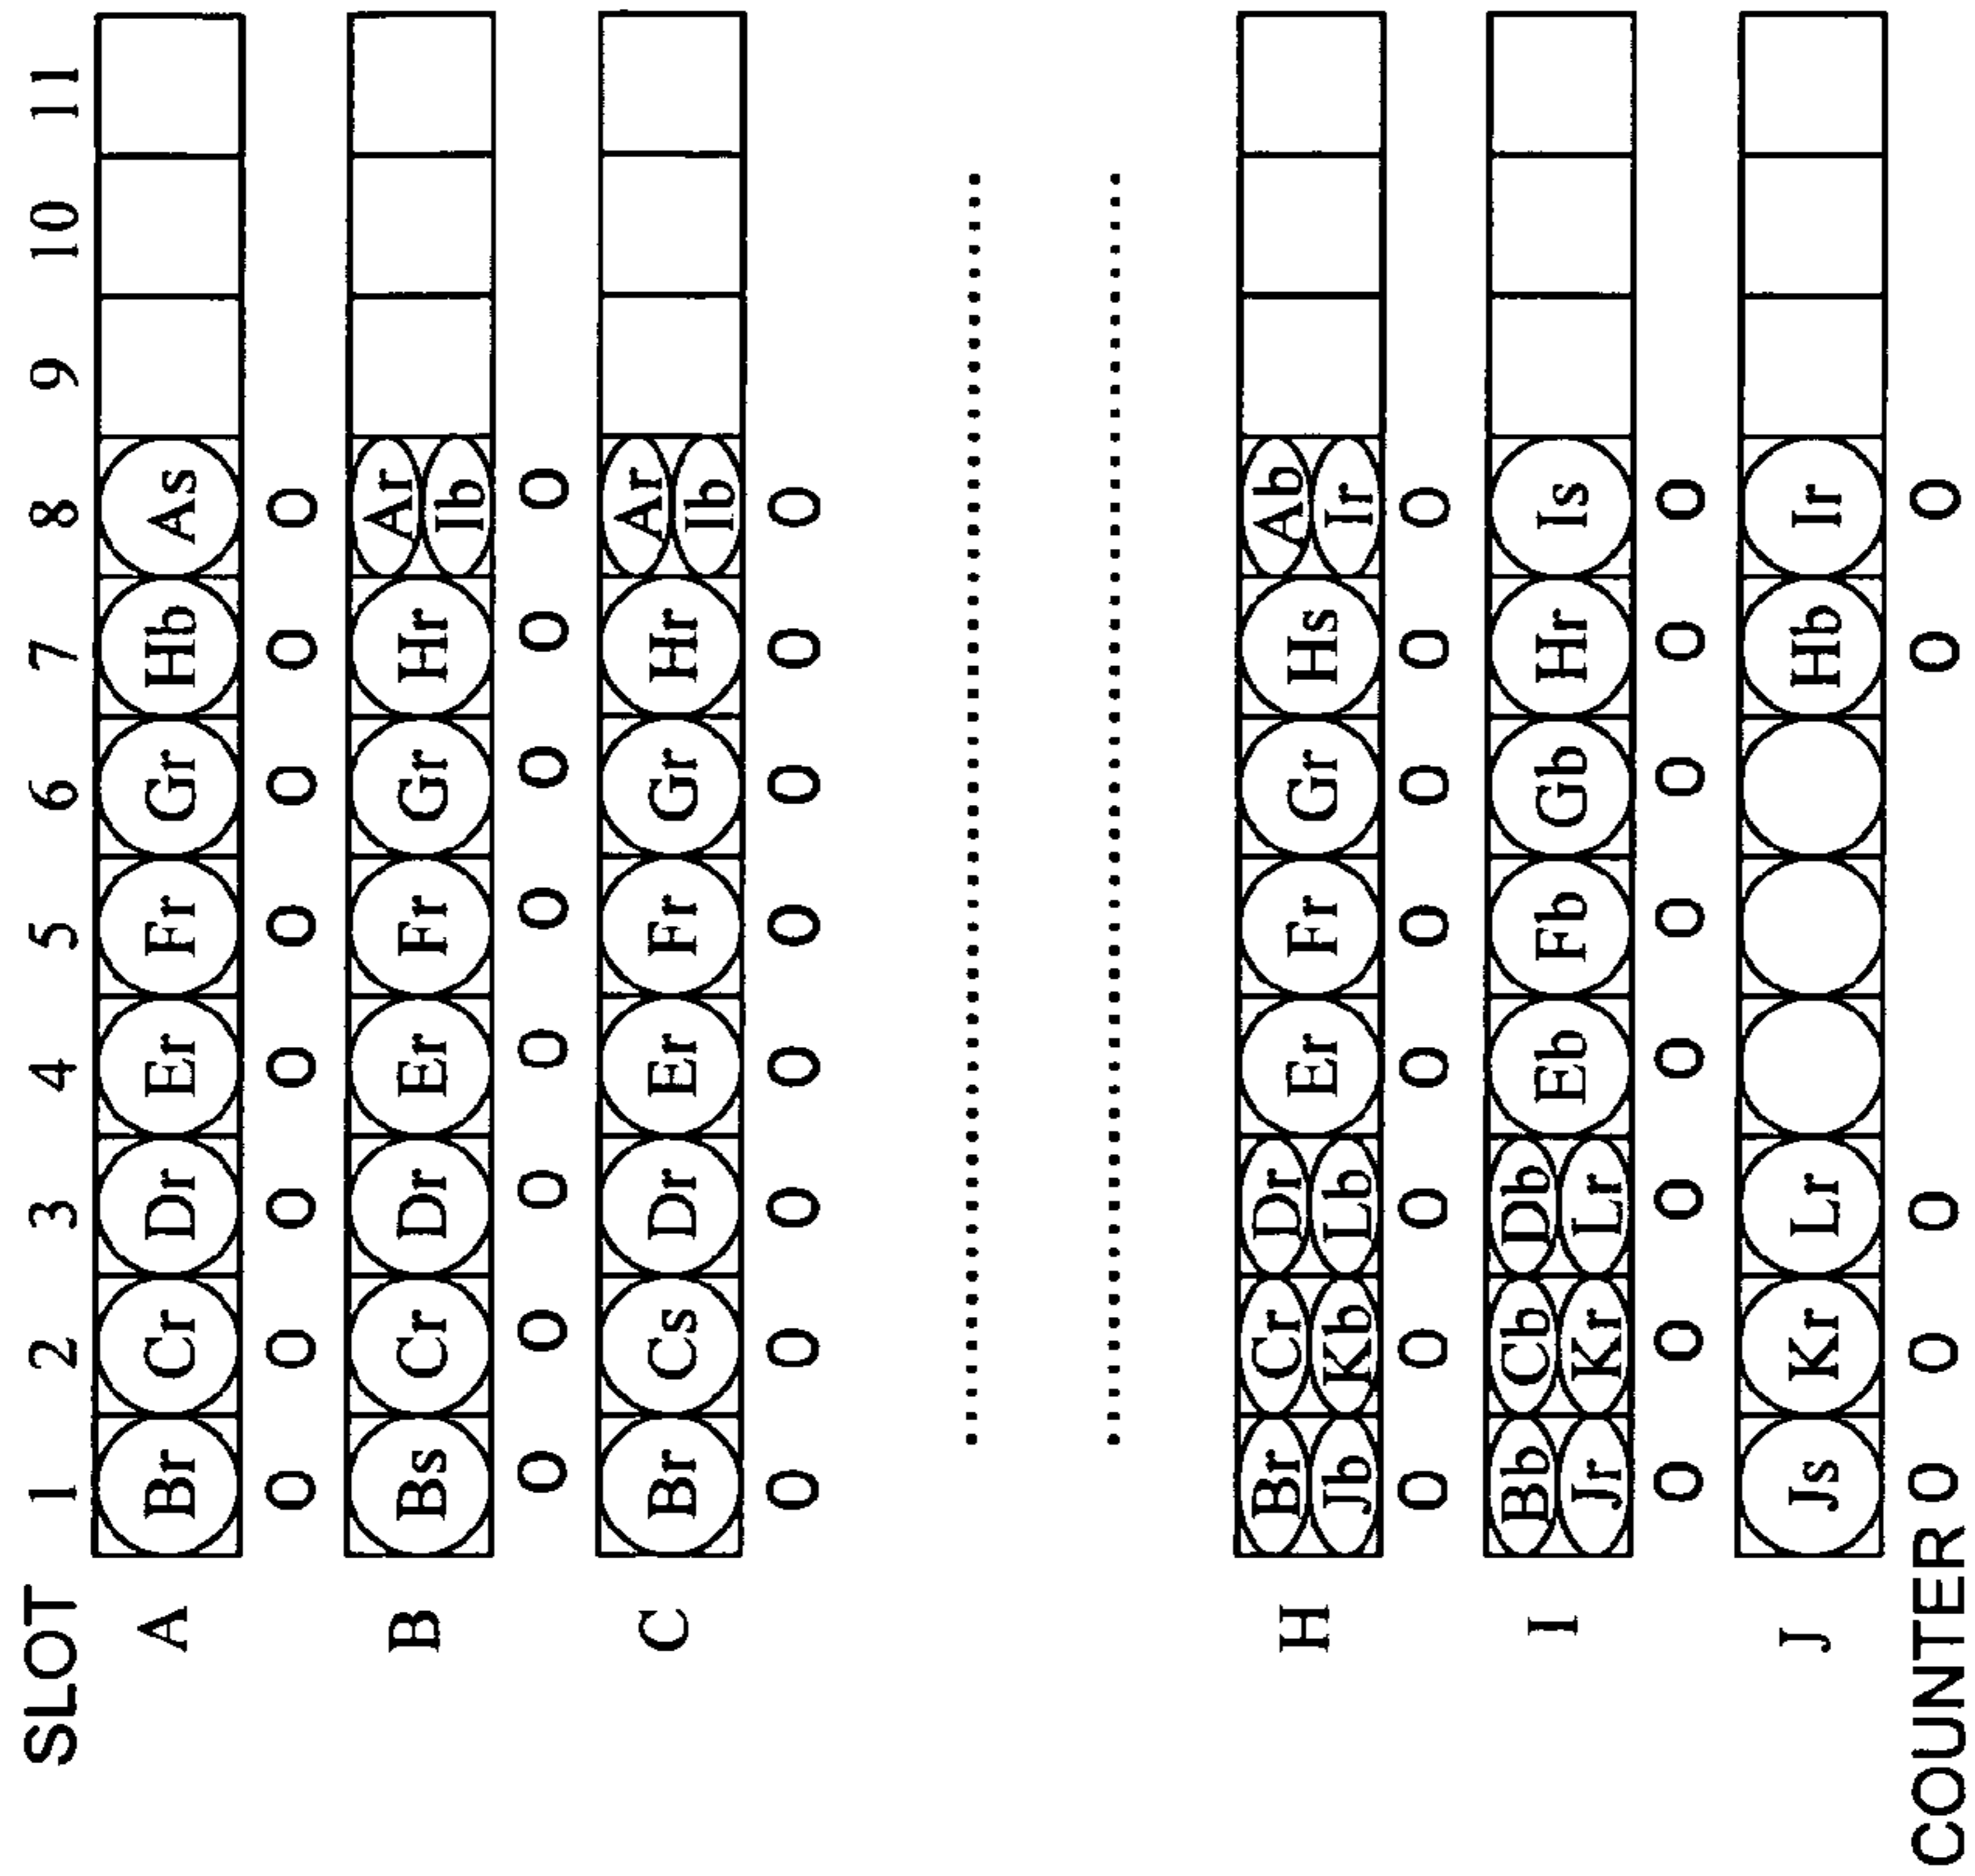 SLOT 1 2 3 4 5 6 7 8 9 10 11
A Br Cr Dr Er Fr Gr Hb As
0 0 0 0 0 0 0 0
B Bs Cr Dr Er Fr Gr Hr Ar Ib
0 0 0 0 0 0 0 0
C Br Cs Dr Er Fr Gr Hr Ar Ib
0 0 0 0 0 0 0 0
H Br Jb Cr Kb Dr Lb Er Fr Gr Hs Ab Ir
0 0 0 0 0 0 0 0
I Bb Jr Cb Kr Db Lr Eb Fb Gb Hr Is
0 0 0 0 0 0 0 0
J Js Kr Lr Hb Ir
COUNTER 0 0 0 0 0